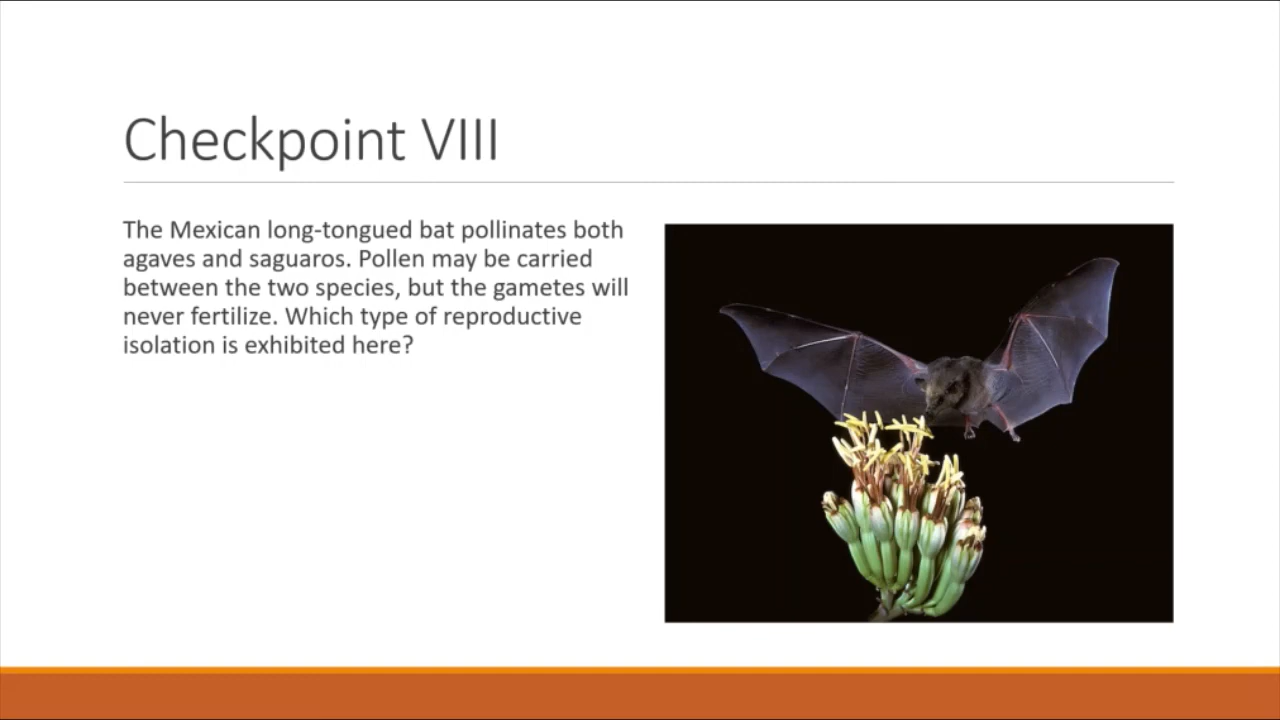 Checkpoint VIII
The Mexican long-tongued bat pollinates both
agaves and saguaros. Pollen may be carried
between the two species, but the gametes will
never fertilize. Which type of reproductive
isolation is exhibited here?